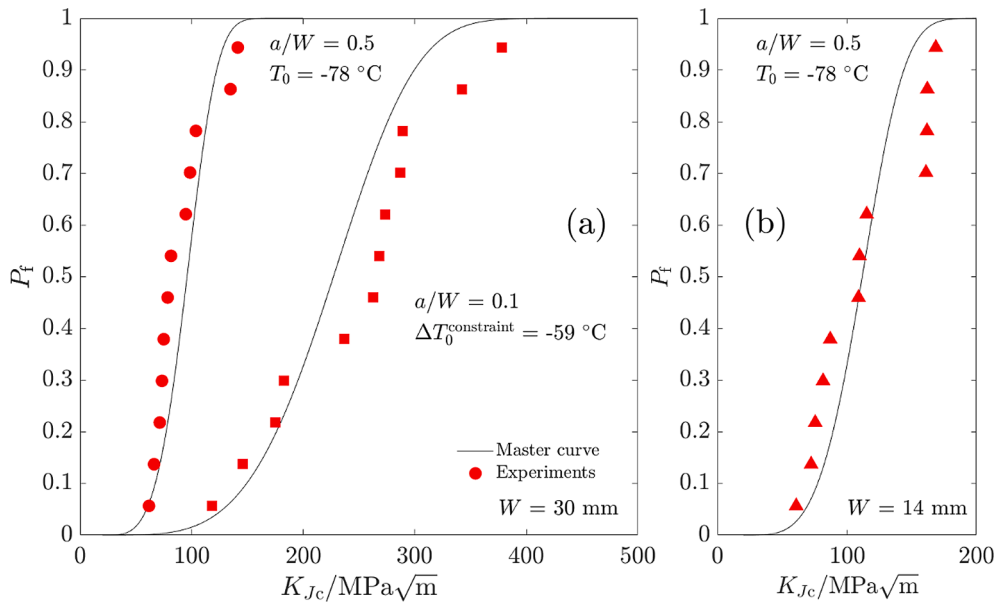 1
0.9
0.8
0.7
0.6
0.5
0.4
0.3
0.2
0.1
0
P_f
a/W = 0.5
T_0 = -78 °C
(a)
a/W = 0.1
ΔT_0^constraint = -59 °C
Master curve
Experiments
W = 30 mm
0 100 200 300 400 500
K_Jc/MPa√m
1
0.9
0.8
0.7
0.6
0.5
0.4
0.3
0.2
0.1
0
P_f
a/W = 0.5
T_0 = -78 °C
(b)
W = 14 mm
0 100 200
K_Jc/MPa√m